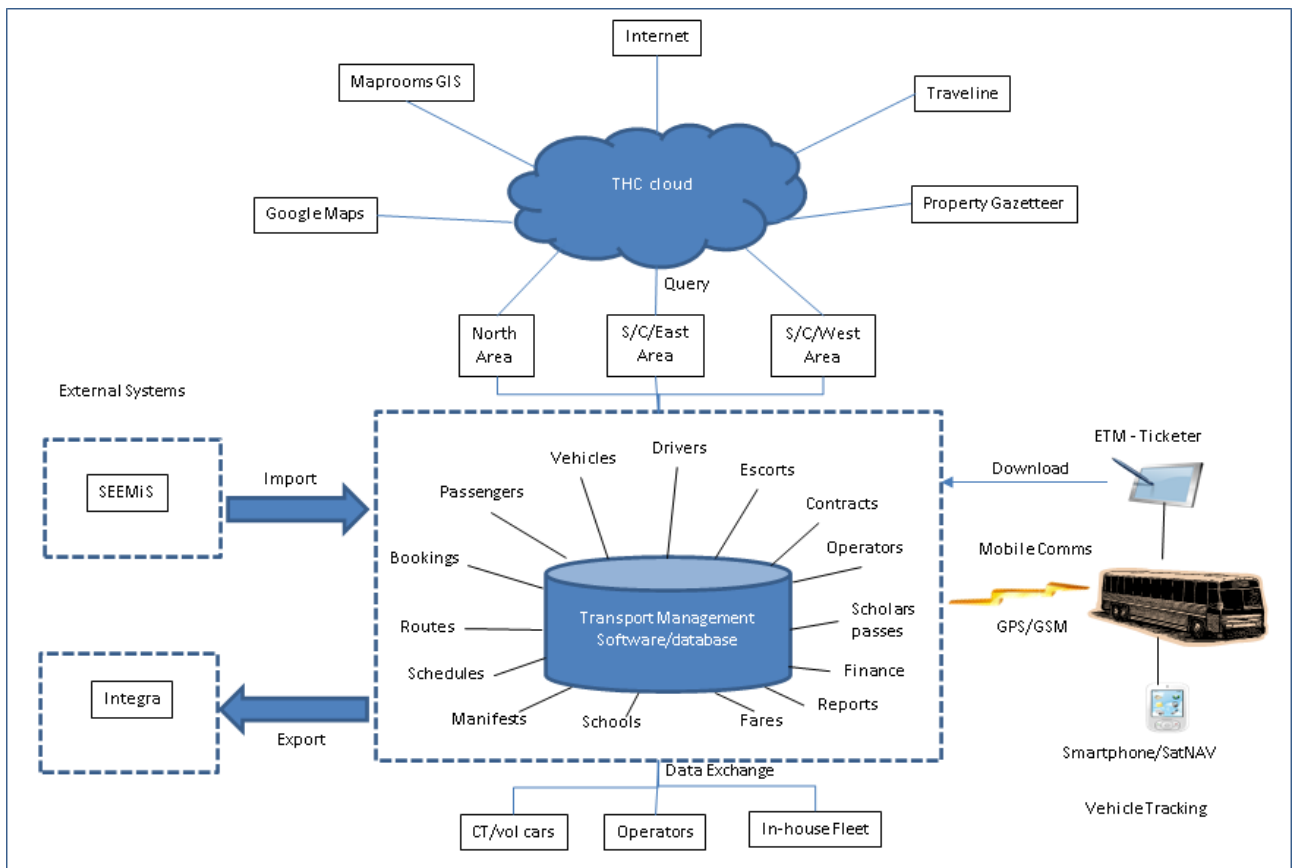 Internet
Maprooms GIS
Traveline
THC cloud
Google Maps
Property Gazetteer
Query
North
Area
S/C/East
Area
S/C/West
Area
External Systems
SEEMiS
Import
Integra
Export
Passengers
Vehicles
Drivers
Escorts
Contracts
Bookings
Operators
Routes
Scholars
passes
Schedules
Finance
Manifests
Schools
Fares
Reports
Transport Management
Software/database
ETM - Ticketer
Download
Mobile Comms
GPS/GSM
Smartphone/SatNAV
Vehicle Tracking
Data Exchange
CT/vol cars
Operators
In-house Fleet